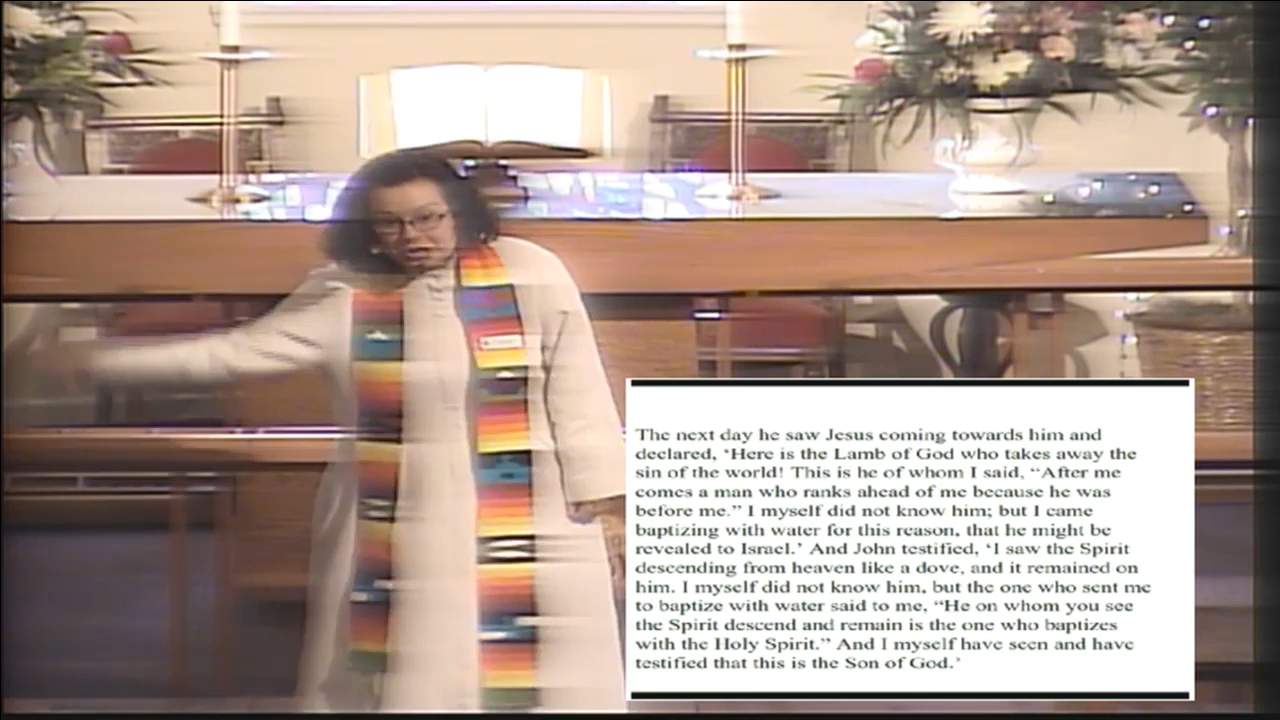 The next day he saw Jesus coming towards him and
declared, ‘Here is the Lamb of God who takes away the
sin of the world! This is he of whom I said, “After me
comes a man who ranks ahead of me because he was
before me.” I myself did not know him; but I came
baptizing with water for this reason, that he might be
revealed to Israel.’ And John testified, ‘I saw the Spirit
descending from heaven like a dove, and it remained on
him. I myself did not know him, but the one who sent me
to baptize with water said to me, “He on whom you see
the Spirit descend and remain is the one who baptizes
with the Holy Spirit.” And I myself have seen and have
testified that this is the Son of God.’